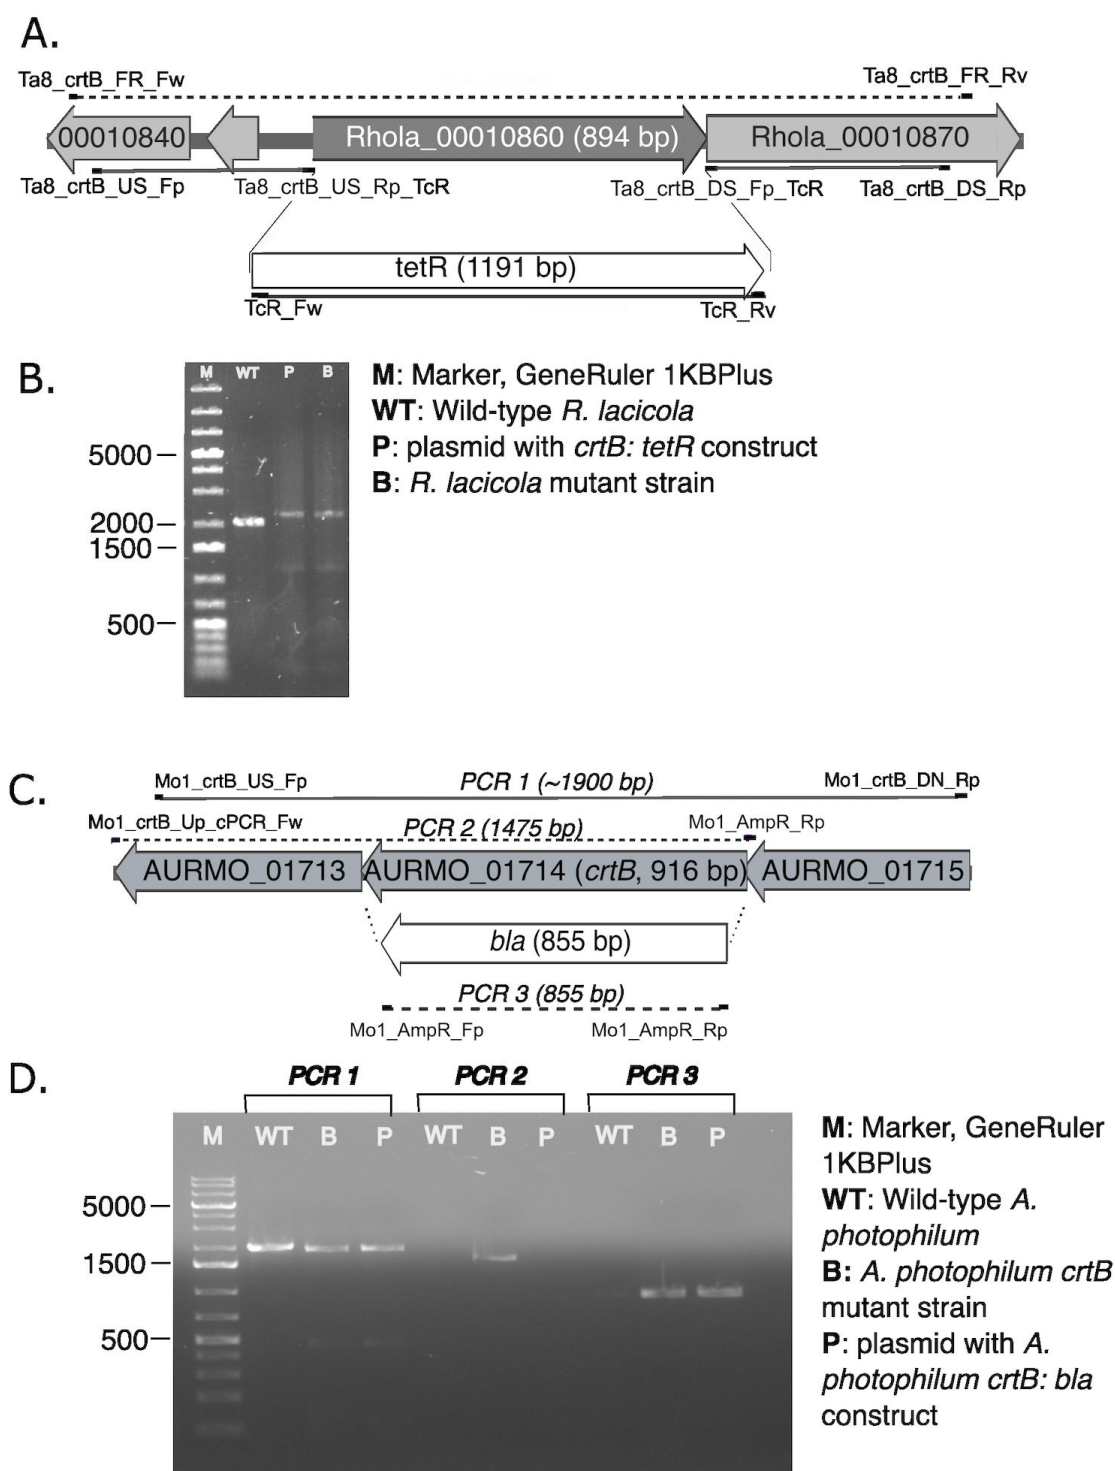 A.
Ta8_crtB_FR_Fw
Ta8_crtB_FR_Rv
00010840
Rhola_00010860 (894 bp)
Rhola_00010870
Ta8_crtB_US_Fp
Ta8_crtB_US_Rp_TcR
Ta8_crtB_DS_Fp_TcR
Ta8_crtB_DS_Rp
tetR (1191 bp)
TcR_Fw
TcR_Rv
B.
M WT P B
5000
2000
1500
500
M: Marker, GeneRuler 1KBPlus
WT: Wild-type R. lacicola
P: plasmid with crtB: tetR construct
B: R. lacicola mutant strain
C.
Mo1_crtB_US_Fp
PCR 1 (~1900 bp)
Mo1_crtB_DN_Rp
Mo1_crtB_Up_cPCR_Fw
PCR 2 (1475 bp)
Mo1_AmpR_Rp
AURMO_01713
AURMO_01714 (crtB, 916 bp)
AURMO_01715
bla (855 bp)
PCR 3 (855 bp)
Mo1_AmpR_Fp
Mo1_AmpR_Rp
D.
PCR 1
PCR 2
PCR 3
M WT B P WT B P WT B P
5000
1500
500
M: Marker, GeneRuler
1KBPlus
WT: Wild-type A.
photophilum
B: A. photophilum crtB
mutant strain
P: plasmid with A.
photophilum crtB: bla
construct